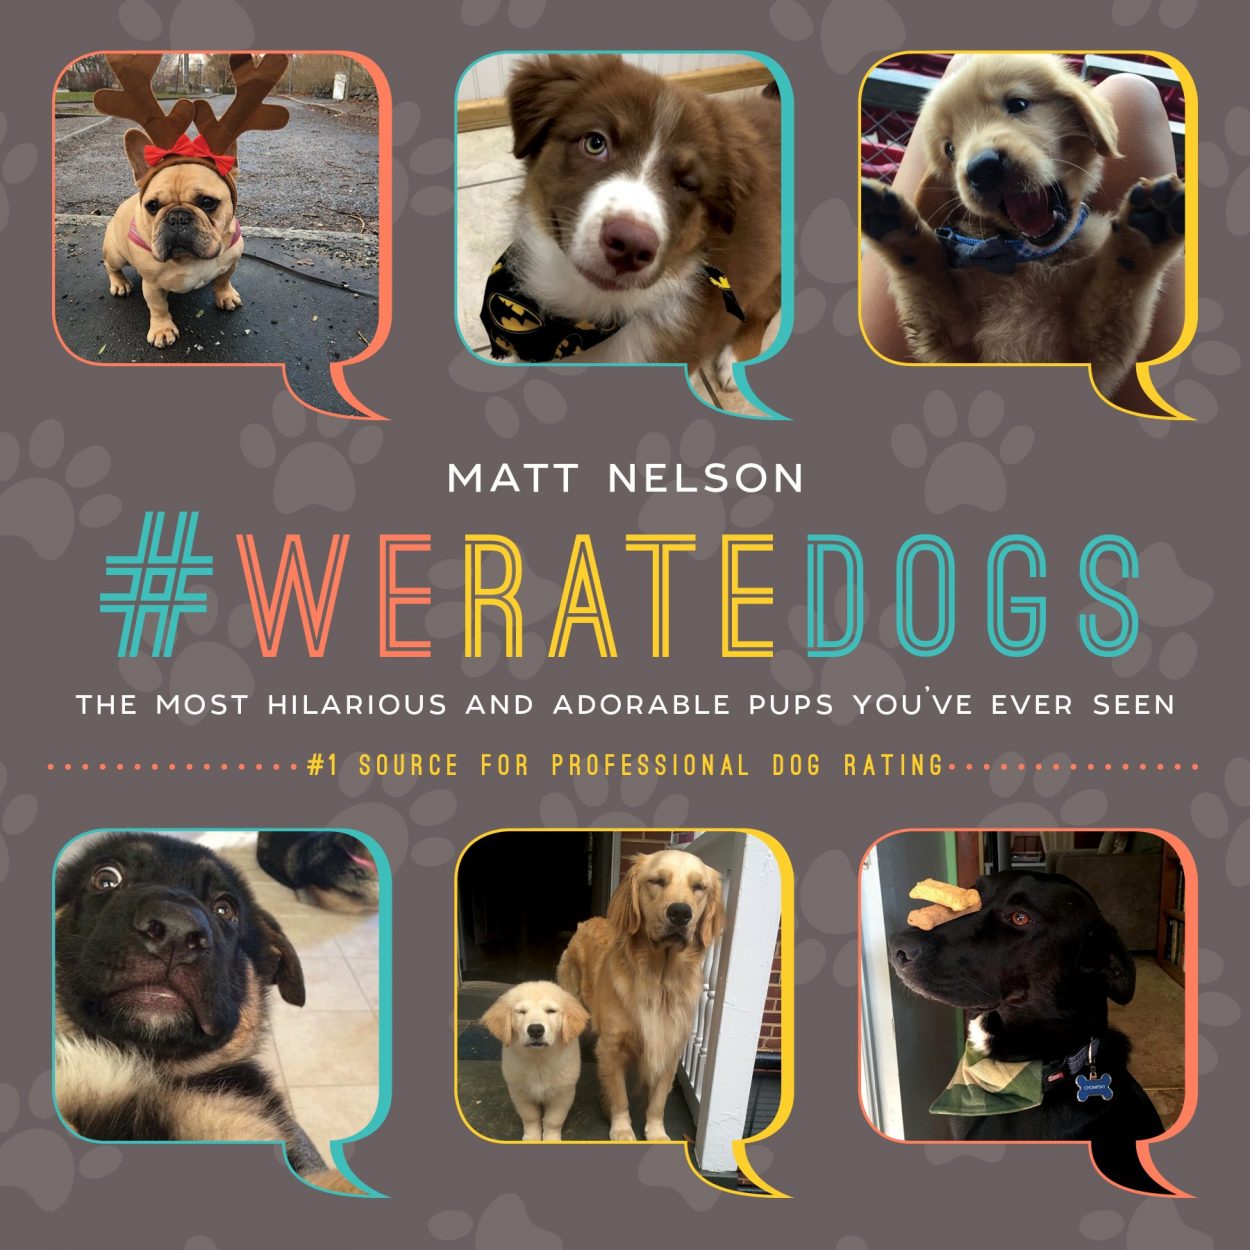 MATT NELSON
#WERATEDOGS
THE MOST HILARIOUS AND ADORABLE PUPS YOU'VE EVER SEEN
#1 SOURCE FOR PROFESSIONAL DOG RATING
CHOMPSKY